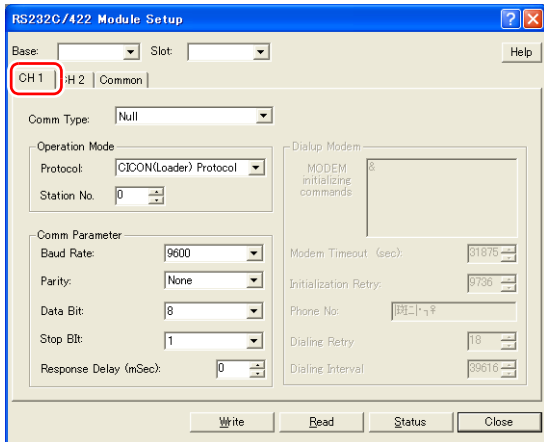 RS232C/422 Module Setup
Base: Slot: Help
CH 1 CH 2 Common
Comm Type: Null
Operation Mode
Protocol: CICON(Loader) Protocol
Station No. 0
Comm Parameter
Baud Rate: 9600
Parity: None
Data Bit: 8
Stop BIt: 1
Response Delay (mSec): 0
Dialup Modem
MODEM
initializing
commands
&
Modem Timeout (sec): 31875
Initialization Retry: 9736
Phone No:
Dialing Retry 18
Dialing Interval 39616
Write Read Status Close